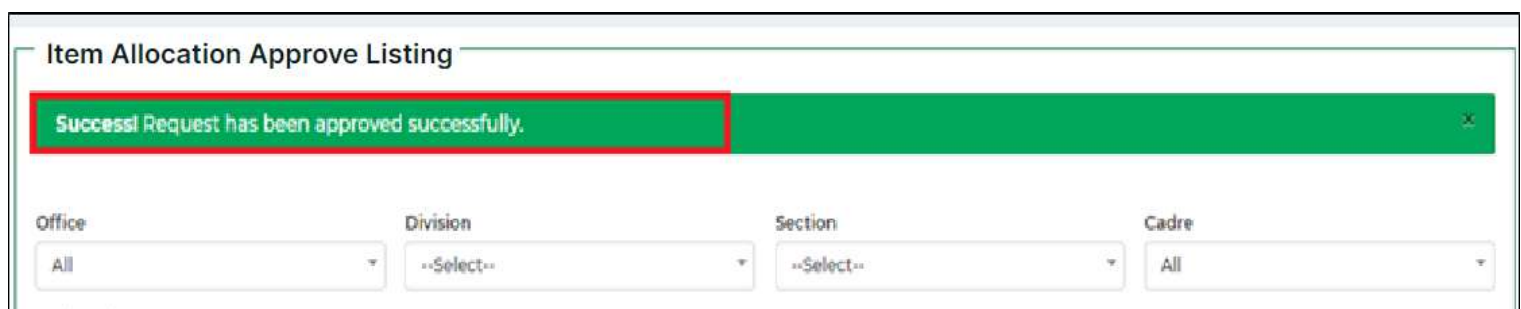 Item Allocation Approve Listing
Success! Request has been approved successfully. x
Office Division Section Cadre
All --Select-- --Select-- All